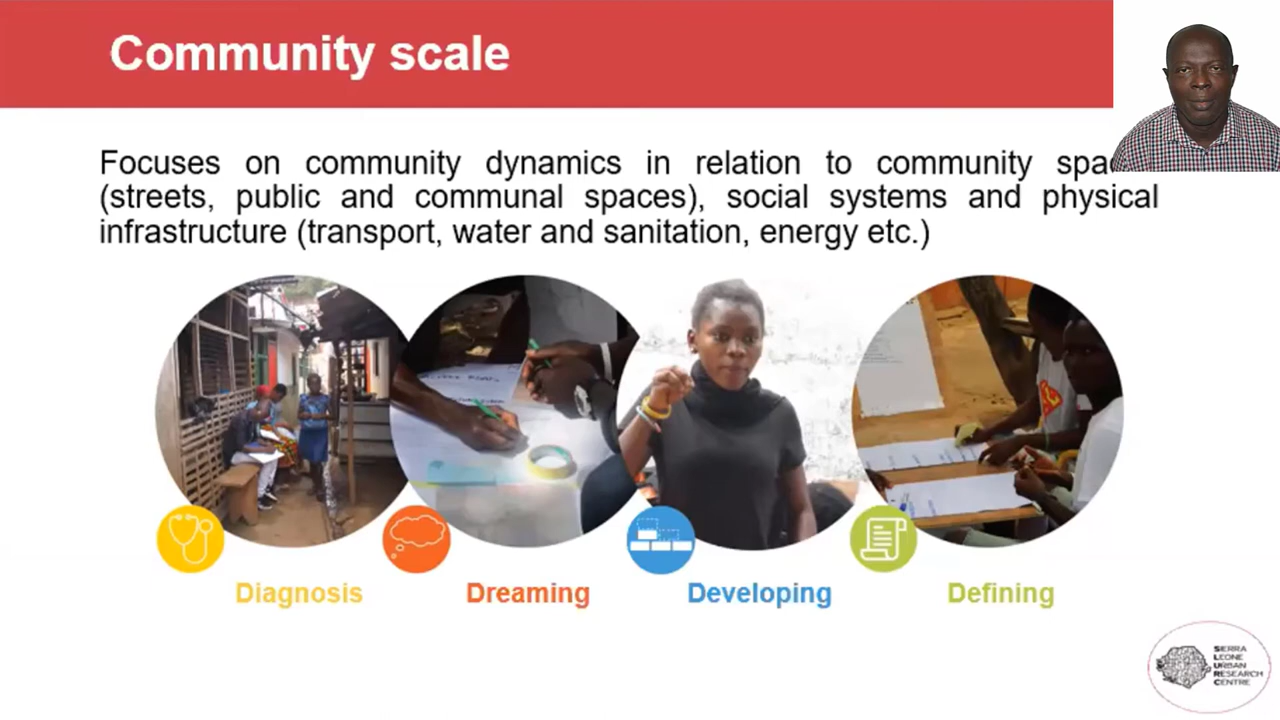 Community scale
Focuses on community dynamics in relation to community
(streets, public and communal spaces), social systems and physical
infrastructure (transport, water and sanitation, energy etc.)
Diagnosis
Dreaming
Developing
Defining
SIERRA
LEONE
URBAN
RESEARCH
CENTRE